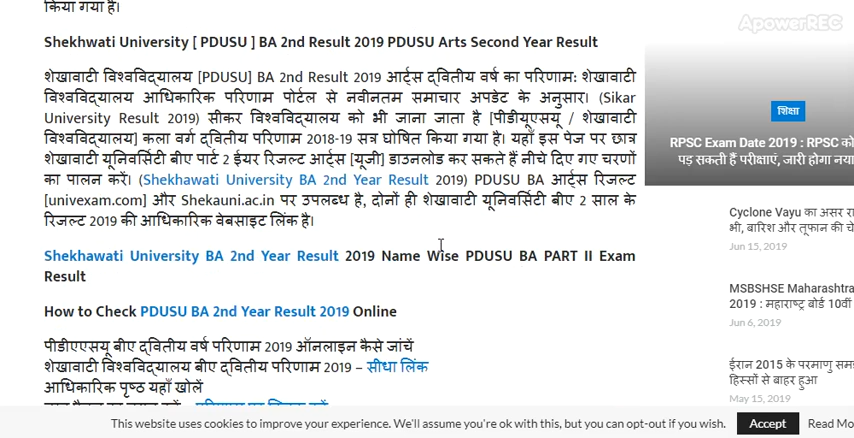 किया गया है।
ApowerREC
Shekhwati University [ PDUSU ] BA 2nd Result 2019 PDUSU Arts Second Year Result
शेखावाटी विश्वविद्यालय [PDUSU] BA 2nd Result 2019 आर्ट्स द्वितीय वर्ष का परिणाम: शेखावाटी
विश्वविद्यालय आधिकारिक परिणाम पोर्टल से नवीनतम समाचार अपडेट के अनुसार। (Sikar
University Result 2019) सीकर विश्वविद्यालय को भी जाना जाता है [पीडीयूएसयू / शेखावाटी
विश्वविद्यालय] कला वर्ग द्वितीय परिणाम 2018-19 सत्र घोषित किया गया है। यहाँ इस पेज पर छात्र
शेखावाटी यूनिवर्सिटी बीए पार्ट 2 ईयर रिजल्ट आर्ट्स [यूजी] डाउनलोड कर सकते हैं नीचे दिए गए चरणों
का पालन करें। (Shekhawati University BA 2nd Year Result 2019) PDUSU BA आर्ट्स रिजल्ट
[univexam.com] और Shekauni.ac.in पर उपलब्ध है, दोनों ही शेखावाटी यूनिवर्सिटी बीए 2 साल के
रिजल्ट 2019 की आधिकारिक वेबसाइट लिंक है।
Shekhawati University BA 2nd Year Result 2019 Name Wise PDUSU BA PART II Exam
Result
How to Check PDUSU BA 2nd Year Result 2019 Online
पीडीएएसयू बीए द्वितीय वर्ष परिणाम 2019 ऑनलाइन कैसे जांचें
शेखावाटी विश्वविद्यालय बीए द्वितीय परिणाम 2019 – सीधा लिंक
आधिकारिक पृष्ठ यहाँ खोलें
शिक्षा
RPSC Exam Date 2019 : RPSC को
पड़ सकती हैं परीक्षाएं, जारी होगा नया
Cyclone Vayu का असर
भी, बारिश और तूफान की
Jun 15, 2019
MSBSHSE Maharashtra
2019 : महाराष्ट्र बोर्ड 10वीं
Jun 6, 2019
ईरान 2015 के परमाणु
हिस्सों से बाहर हुआ
May 15, 2019
This website uses cookies to improve your experience. We'll assume you're ok with this, but you can opt-out if you wish. Accept Read Mo